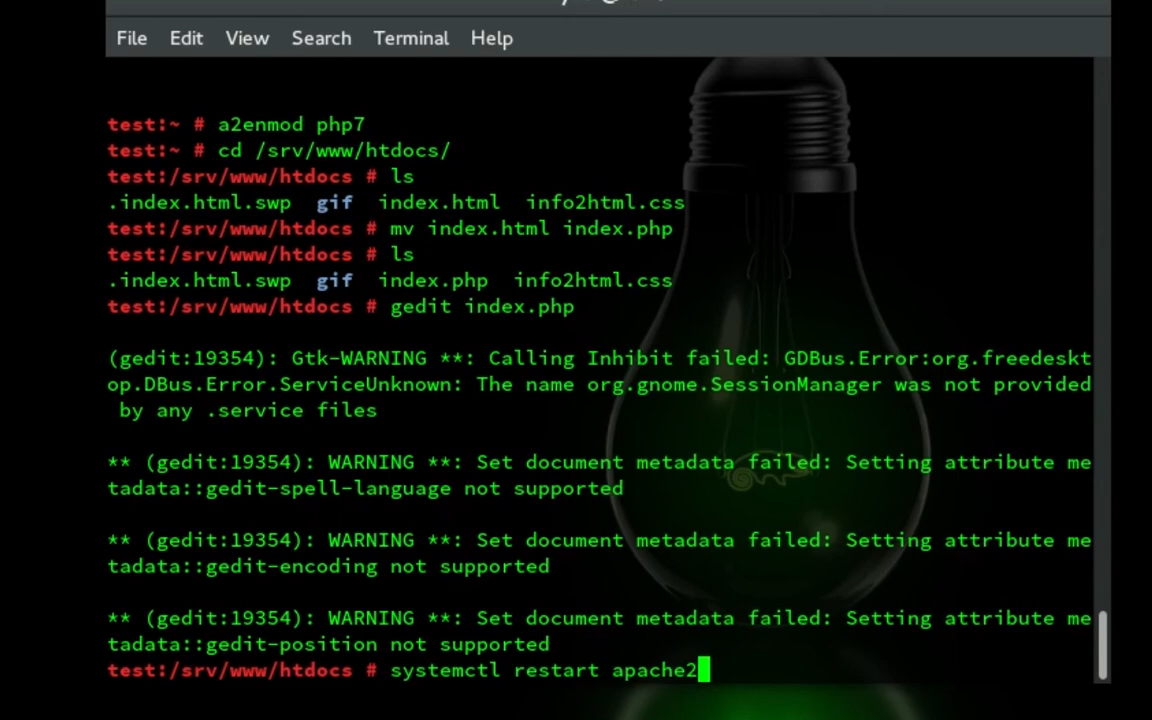 File Edit View Search Terminal Help
test:~ # a2enmod php7
test:~ # cd /srv/www/htdocs/
test:/srv/www/htdocs # ls
.index.html.swp gif index.html info2html.css
test:/srv/www/htdocs # mv index.html index.php
test:/srv/www/htdocs # ls
.index.html.swp gif index.php info2html.css
test:/srv/www/htdocs # gedit index.php
(gedit:19354): Gtk-WARNING **: Calling Inhibit failed: GDBus.Error:org.freedeskt
op.DBus.Error.ServiceUnknown: The name org.gnome.SessionManager was not provided
by any .service files
** (gedit:19354): WARNING **: Set document metadata failed: Setting attribute me
tadata::gedit-spell-language not supported
** (gedit:19354): WARNING **: Set document metadata failed: Setting attribute me
tadata::gedit-encoding not supported
** (gedit:19354): WARNING **: Set document metadata failed: Setting attribute me
tadata::gedit-position not supported
test:/srv/www/htdocs # systemctl restart apache2